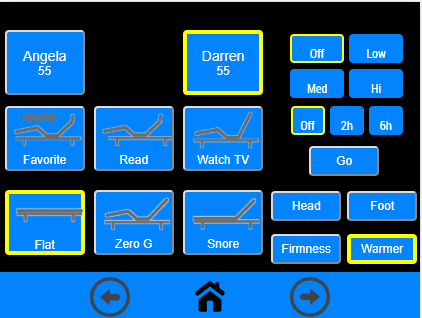 Angela
55
Darren
55
Off
Low
Med
Hi
Off
2h
6h
Favorite
Read
Watch TV
Go
Flat
Zero G
Snore
Head
Foot
Firmness
Warmer